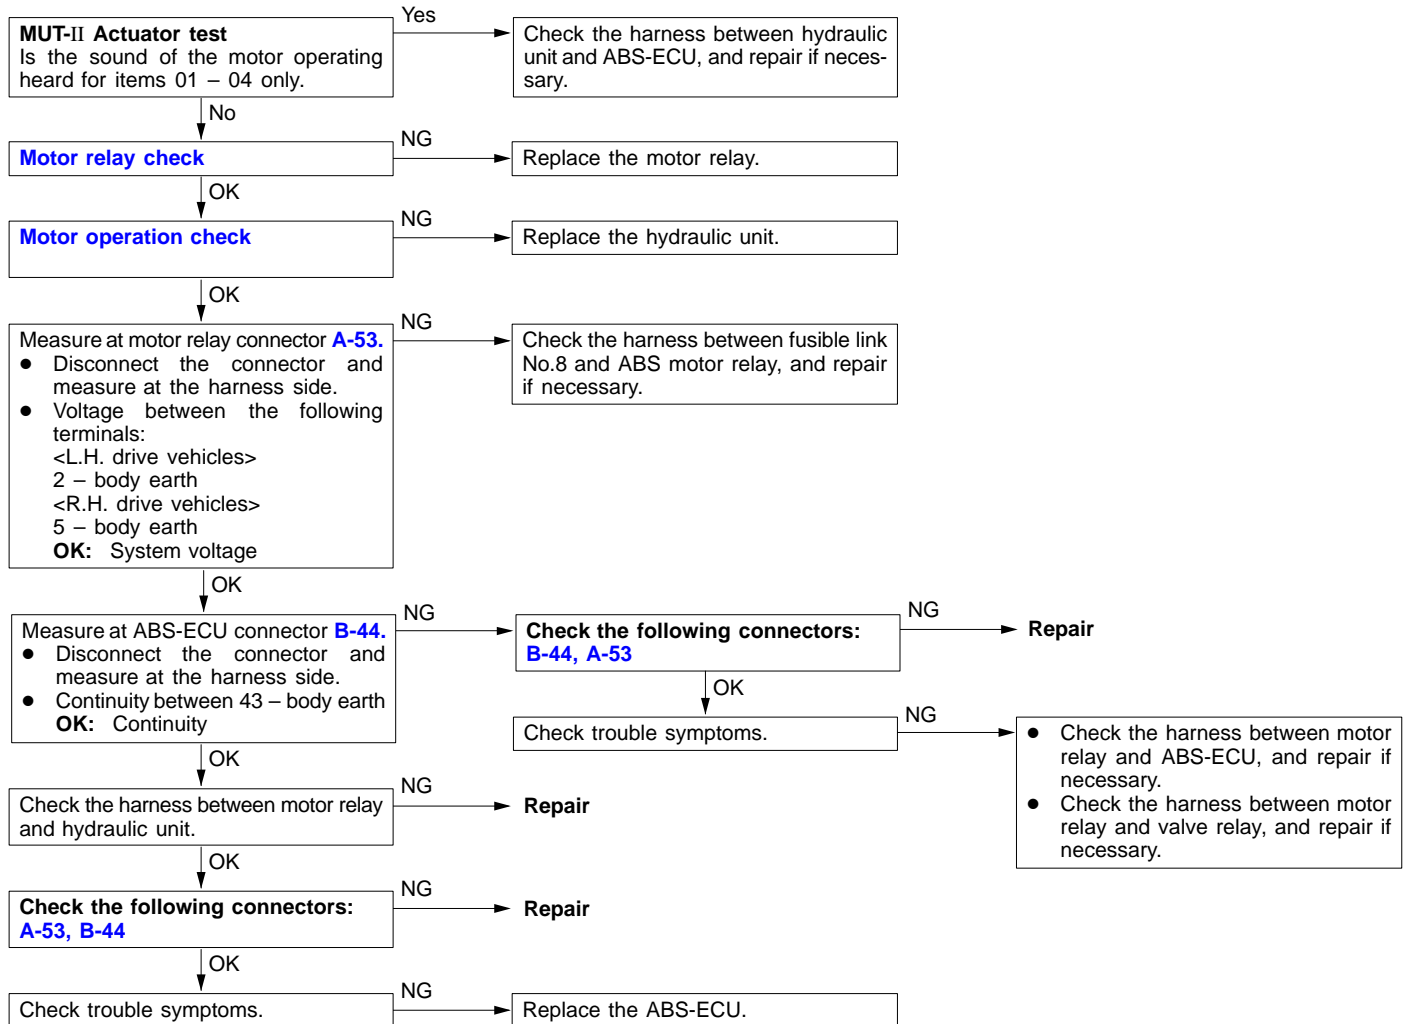 MUT-II Actuator test
Is the sound of the motor operating
heard for items 01 – 04 only.
Yes
Check the harness between hydraulic
unit and ABS-ECU, and repair if neces-
sary.
No
Motor relay check
NG
Replace the motor relay.
OK
Motor operation check
NG
Replace the hydraulic unit.
OK
Measure at motor relay connector A-53.
● Disconnect the connector and
measure at the harness side.
● Voltage between the following
terminals:
<L.H. drive vehicles>
2 – body earth
<R.H. drive vehicles>
5 – body earth
OK: System voltage
NG
Check the harness between fusible link
No.8 and ABS motor relay, and repair
if necessary.
OK
Measure at ABS-ECU connector B-44.
● Disconnect the connector and
measure at the harness side.
● Continuity between 43 – body earth
OK: Continuity
NG
Check the following connectors:
B-44, A-53
NG
Repair
OK
Check trouble symptoms.
NG
● Check the harness between motor
relay and ABS-ECU, and repair if
necessary.
● Check the harness between motor
relay and valve relay, and repair if
necessary.
OK
Check the harness between motor relay
and hydraulic unit.
NG
Repair
OK
Check the following connectors:
A-53, B-44
NG
Repair
OK
Check trouble symptoms.
NG
Replace the ABS-ECU.